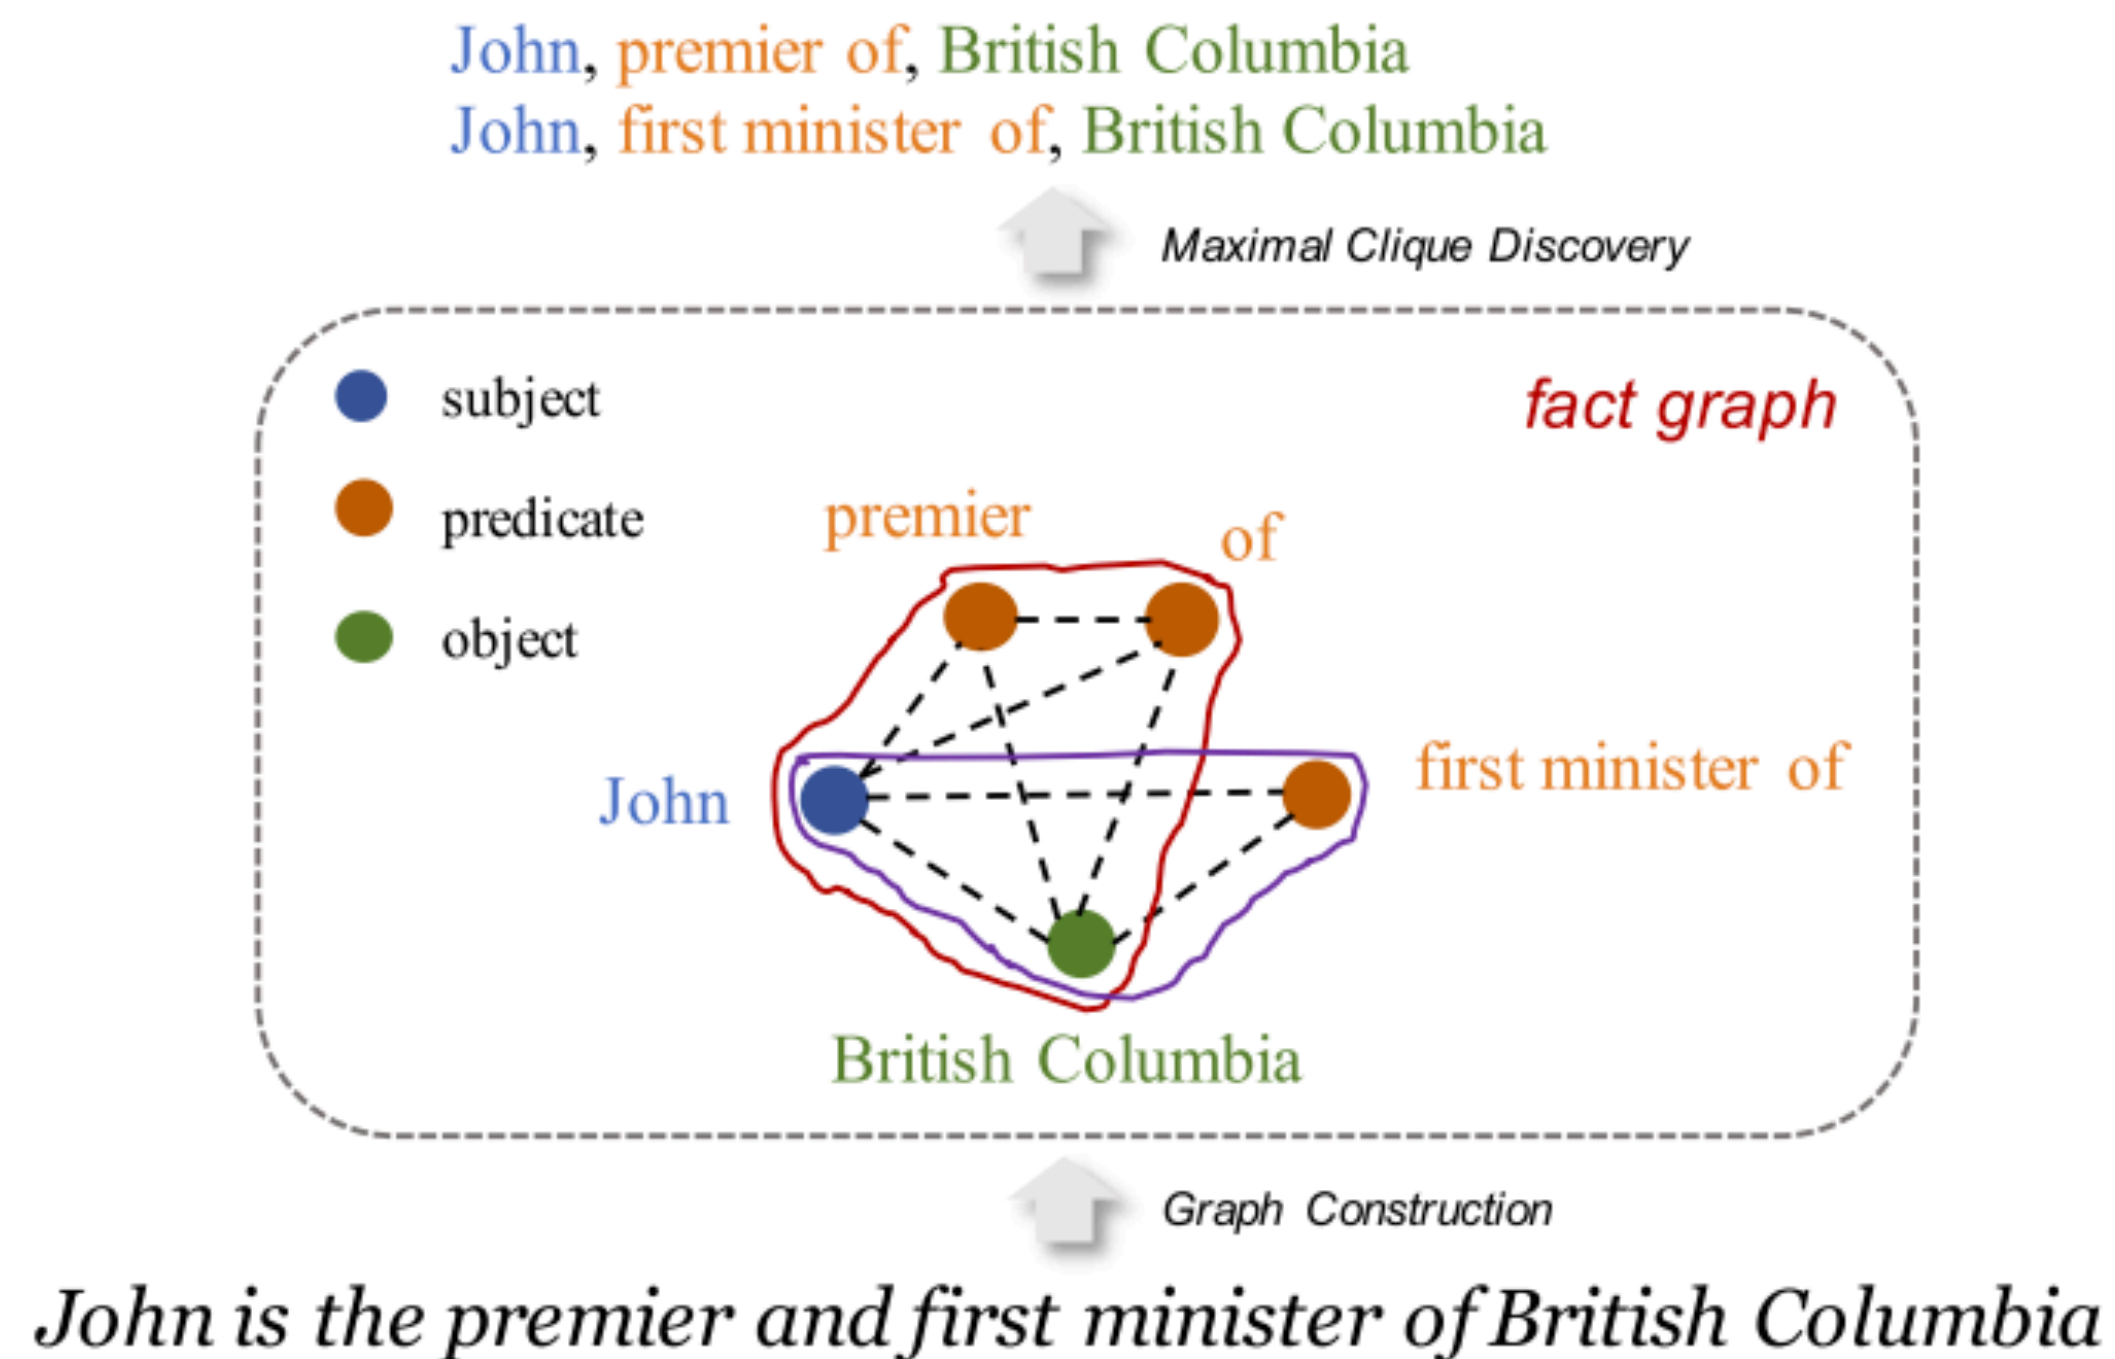 John, premier of, British Columbia
John, first minister of, British Columbia
Maximal Clique Discovery
subject
fact graph
predicate
premier
of
object
John
first minister of
British Columbia
Graph Construction
John is the premier and first minister of British Columbia